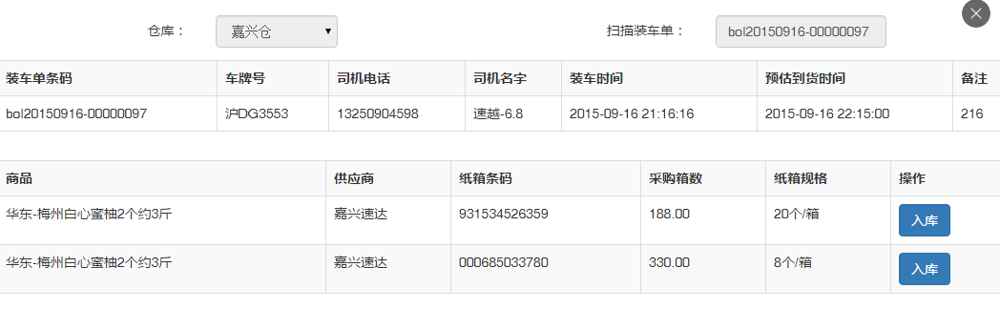 仓库： 嘉兴仓 扫描装车单： bol20150916-00000097
装车单条码 车牌号 司机电话 司机名字 装车时间 预估到货时间 备注
bol20150916-00000097 沪DG3553 13250904598 速越-6.8 2015-09-16 21:16:16 2015-09-16 22:15:00 216
商品 供应商 纸箱条码 采购箱数 纸箱规格 操作
华东-梅州白心蜜柚2个约3斤 嘉兴速达 931534526359 188.00 20个/箱 入库
华东-梅州白心蜜柚2个约3斤 嘉兴速达 000685033780 330.00 8个/箱 入库